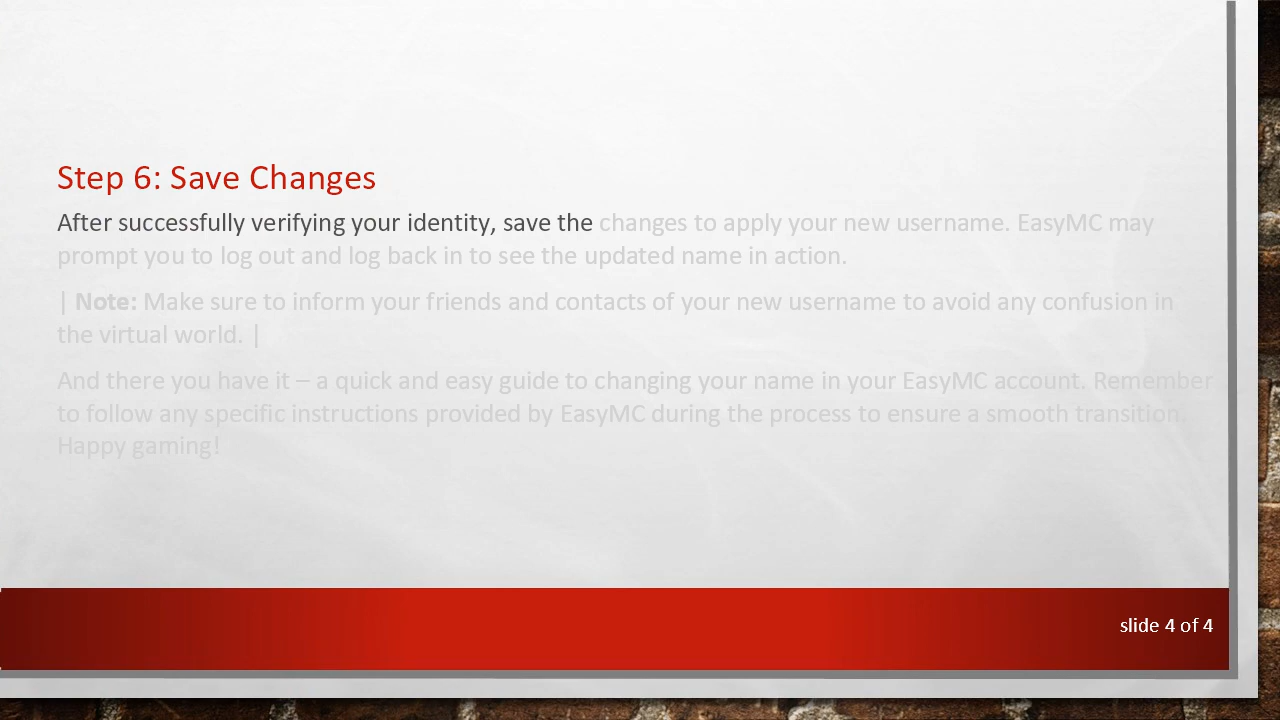 Step 6: Save Changes
After successfully verifying your identity, save the changes to apply your new username. EasyMC may
prompt you to log out and log back in to see the updated name in action.
| Note: Make sure to inform your friends and contacts of your new username to avoid any confusion in
the virtual world. |
And there you have it – a quick and easy guide to changing your name in your EasyMC account. Remember
to follow any specific instructions provided by EasyMC during the process to ensure a smooth transition.
Happy gaming!
slide 4 of 4